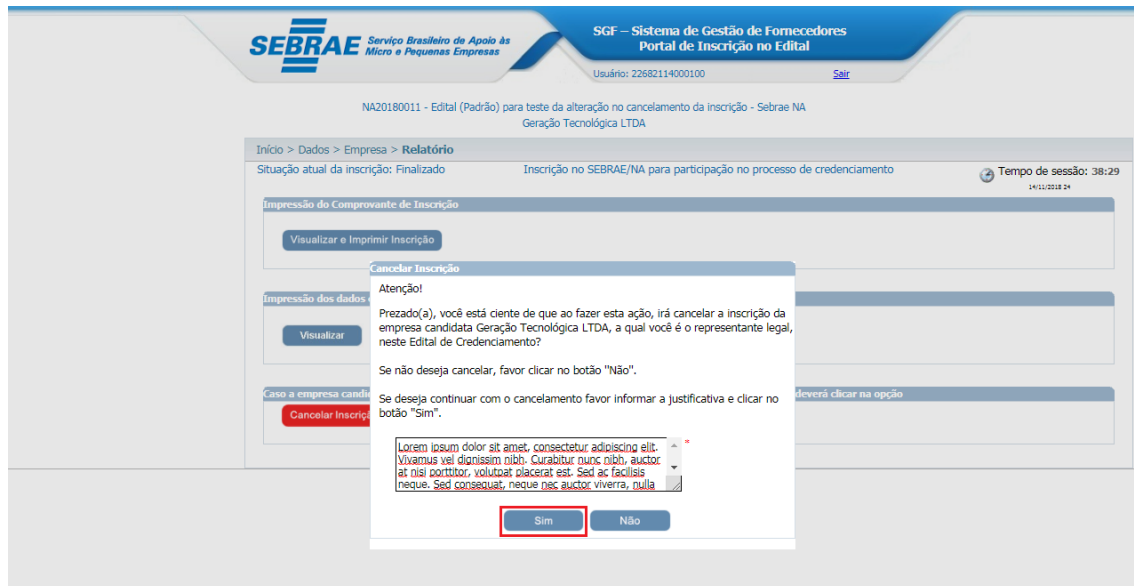 SEBRAE
Serviço Brasileiro de Apoio às
Micro e Pequenas Empresas
SGF – Sistema de Gestão de Fornecedores
Portal de Inscrição no Edital
Usuário: 22682114000100 Sair
NA20180011 - Edital (Padrão) para teste da alteração no cancelamento da inscrição - Sebrae NA
Geração Tecnológica LTDA
Início > Dados > Empresa > Relatório
Situação atual da inscrição: Finalizado Inscrição no SEBRAE/NA para participação no processo de credenciamento Tempo de sessão: 38:29
14/11/2018 24
Impressão do Comprovante de Inscrição
Visualizar e Imprimir Inscrição
Cancelar Inscrição
Atenção!
Impressão dos dados
Prezado(a), você está ciente de que ao fazer esta ação, irá cancelar a inscrição da
empresa candidata Geração Tecnológica LTDA, a qual você é o representante legal,
neste Edital de Credenciamento?
Visualizar
Se não deseja cancelar, favor clicar no botão "Não".
Caso a empresa candi deverá clicar na opção
Se deseja continuar com o cancelamento favor informar a justificativa e clicar no
botão "Sim".
Cancelar Inscriç
Lorem ipsum dolor sit amet, consectetur adipiscing elit. *
Vivamus vel dignissim nibh. Curabitur nunc nibh, auctor
at nisi porttitor, volutpat placerat est. Sed ac facilisis
neque. Sed consequat, neque nec auctor viverra, nulla
Sim Não